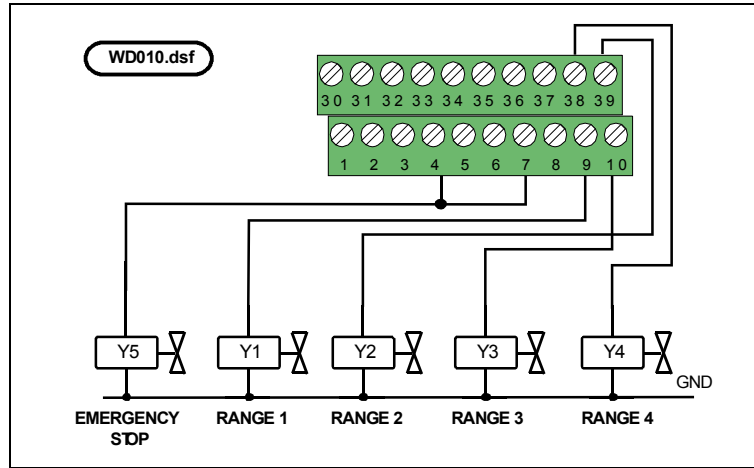 WD010.dsf
30 31 32 33 34 35 36 37 38 39
1 2 3 4 5 6 7 8 9 10
Y5 Y1 Y2 Y3 Y4
GND
EMERGENCY STOP
RANGE 1
RANGE 2
RANGE 3
RANGE 4